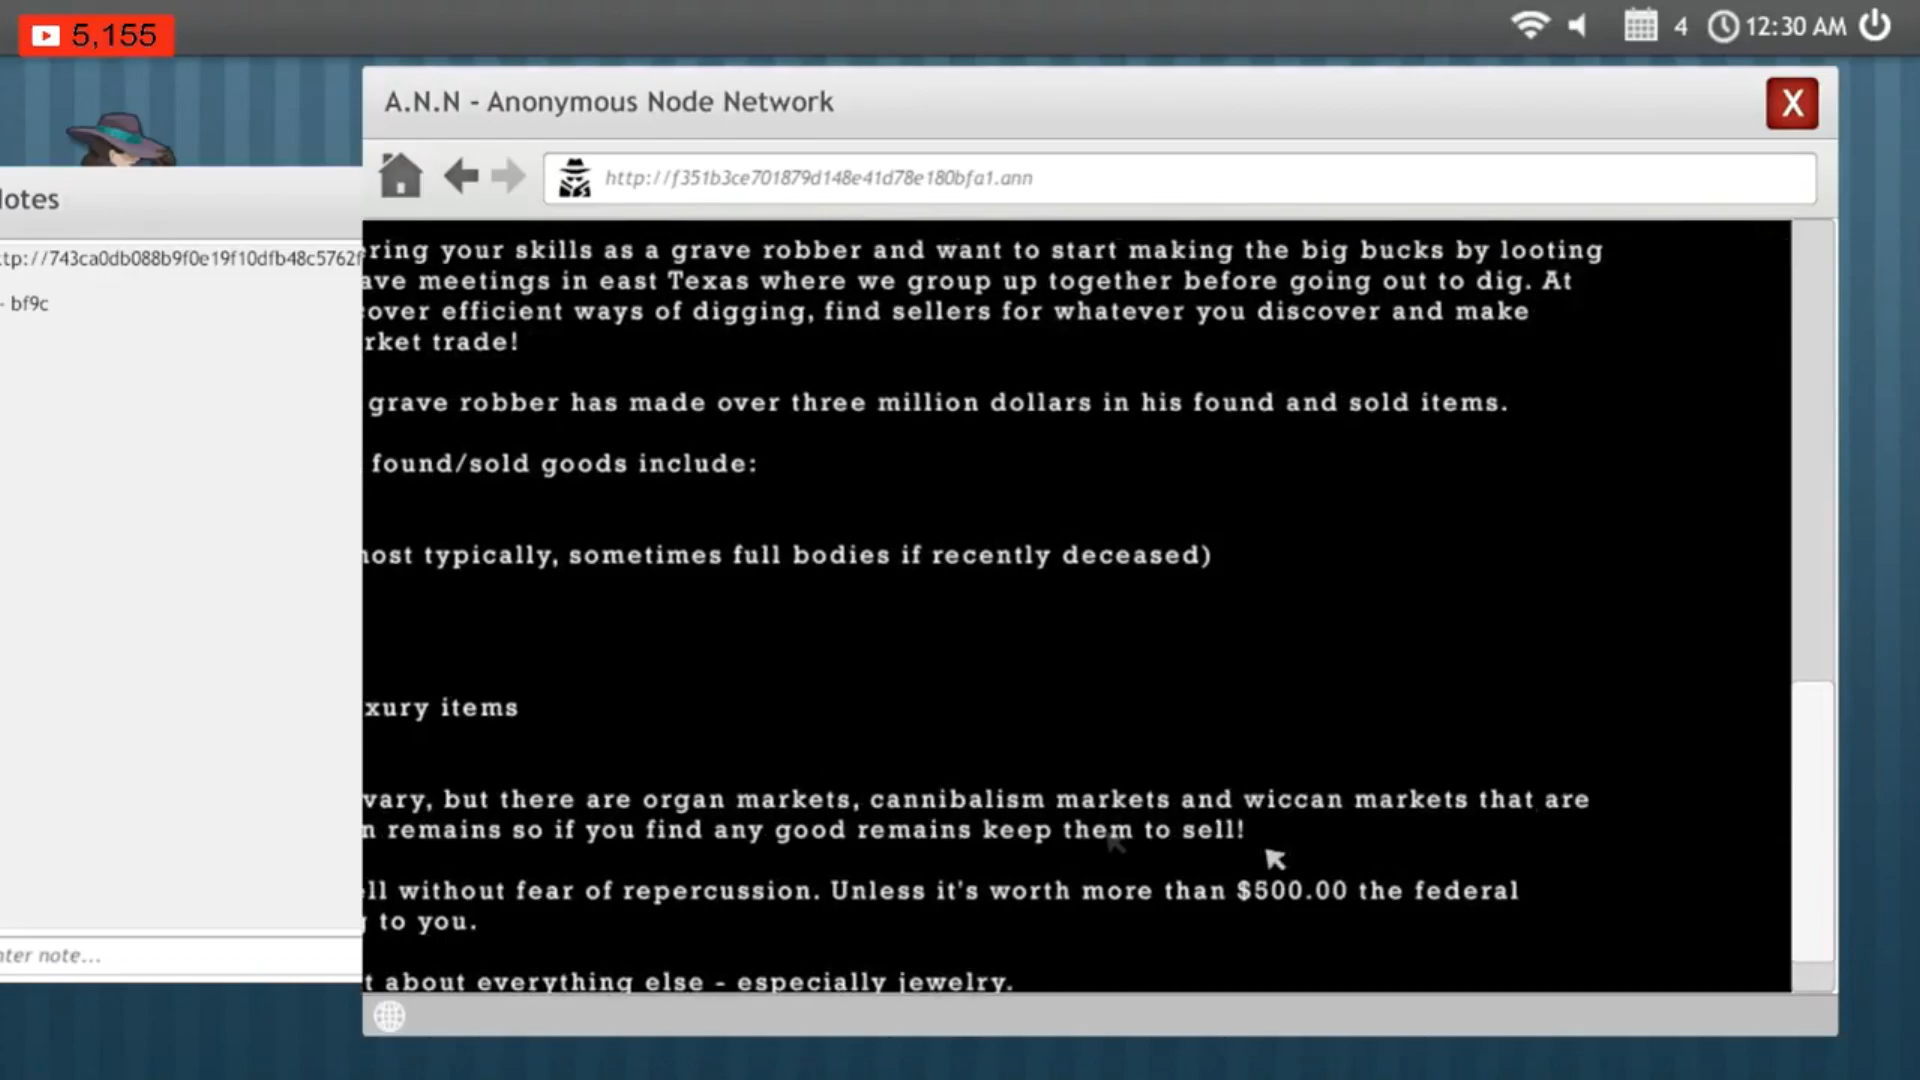 5,155
4
12:30 AM
A.N.N - Anonymous Node Network
X
http://f351b3ce701879d148e41d78e180bfa1.ann
otes
tp://743ca0db088b9f0e19f10dfb48c5762f
- bf9c
nter note...
ring your skills as a grave robber and want to start making the big bucks by looting
ave meetings in east Texas where we group up together before going out to dig. At
cover efficient ways of digging, find sellers for whatever you discover and make
rket trade!
grave robber has made over three million dollars in his found and sold items.
found/sold goods include:
ost typically, sometimes full bodies if recently deceased)
xury items
vary, but there are organ markets, cannibalism markets and wiccan markets that are
n remains so if you find any good remains keep them to sell!
ll without fear of repercussion. Unless it's worth more than $500.00 the federal
to you.
t about everything else - especially jewelry.